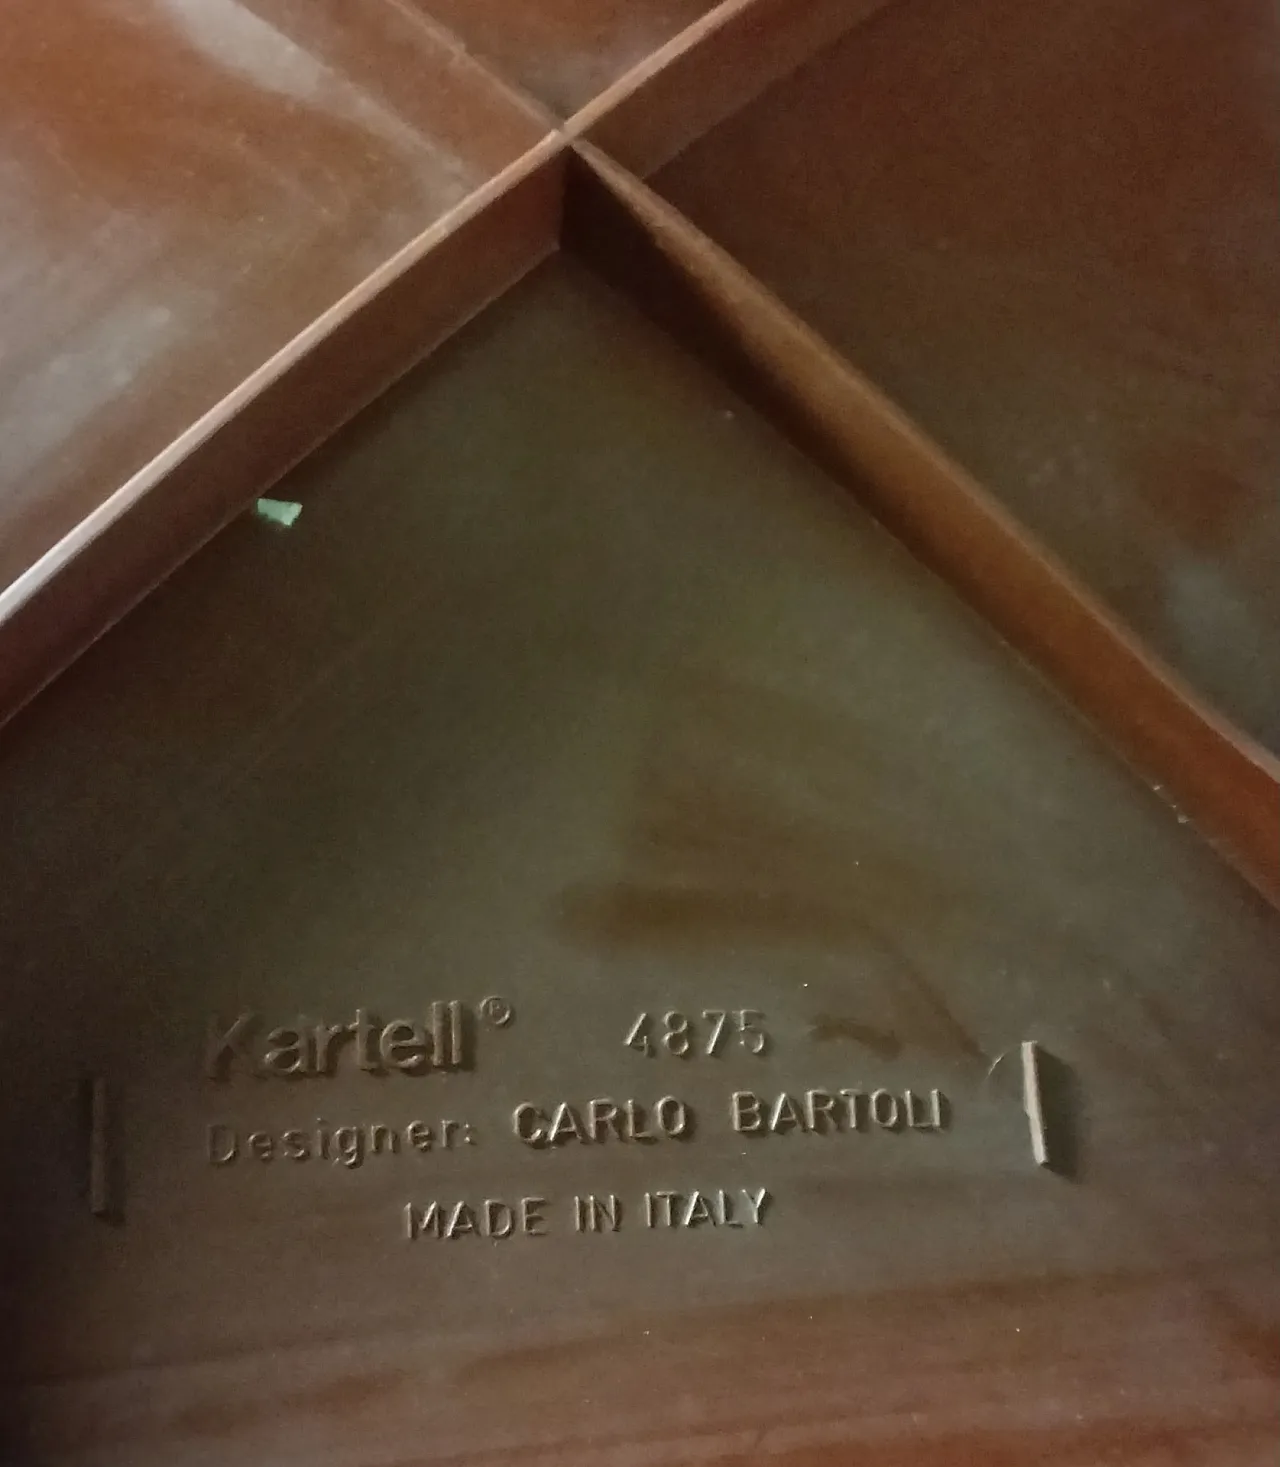 Kartell® 4875
Designer: CARLO BARTOLI
MADE IN ITALY